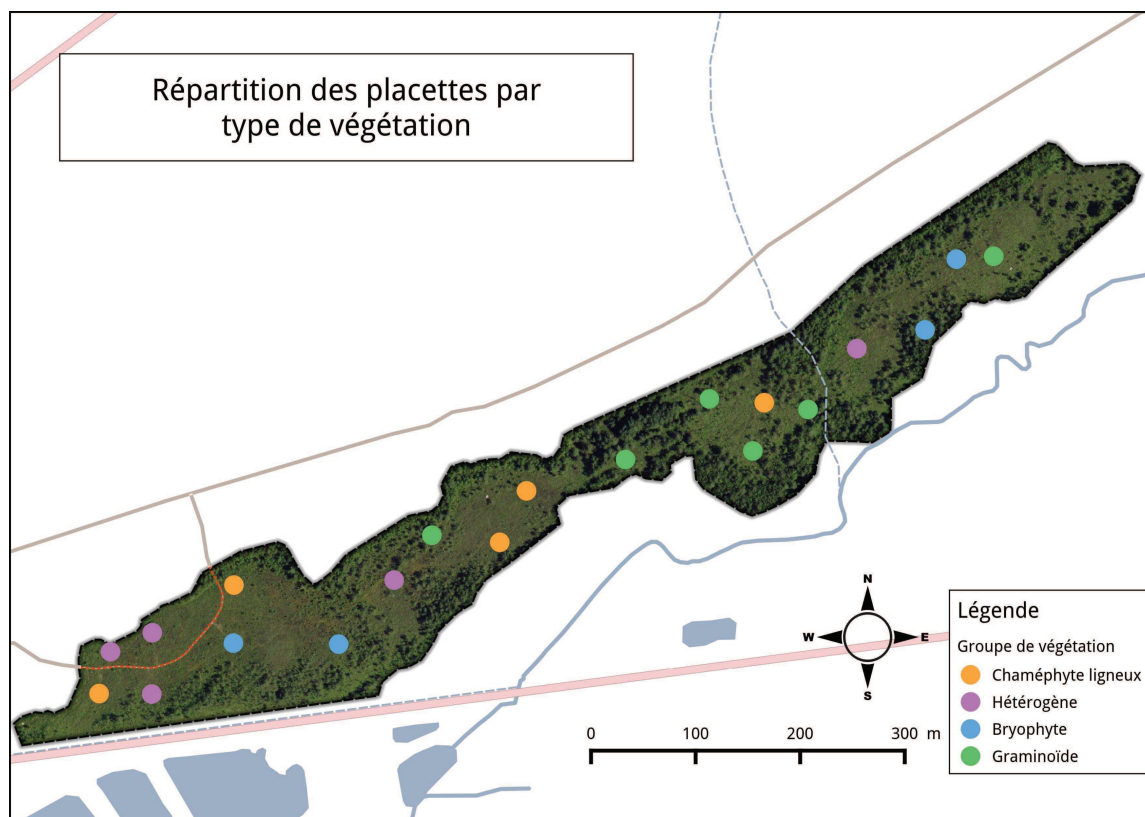 Répartition des placettes par
type de végétation
N
W E
S
0 100 200 300 m
Légende
Groupe de végétation
Chaméphyte ligneux
Hétérogène
Bryophyte
Graminoïde